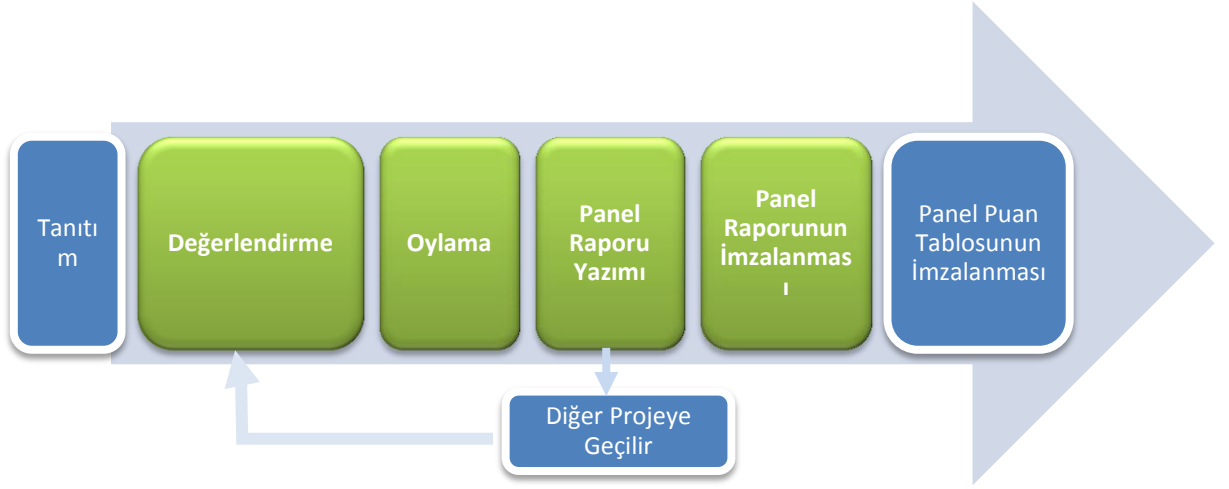 Tanıtı
m
Değerlendirme
Oylama
Panel
Raporu
Yazımı
Panel
Raporunun
İmzalanmas
ı
Panel Puan
Tablosunun
İmzalanması
Diğer Projeye
Geçilir